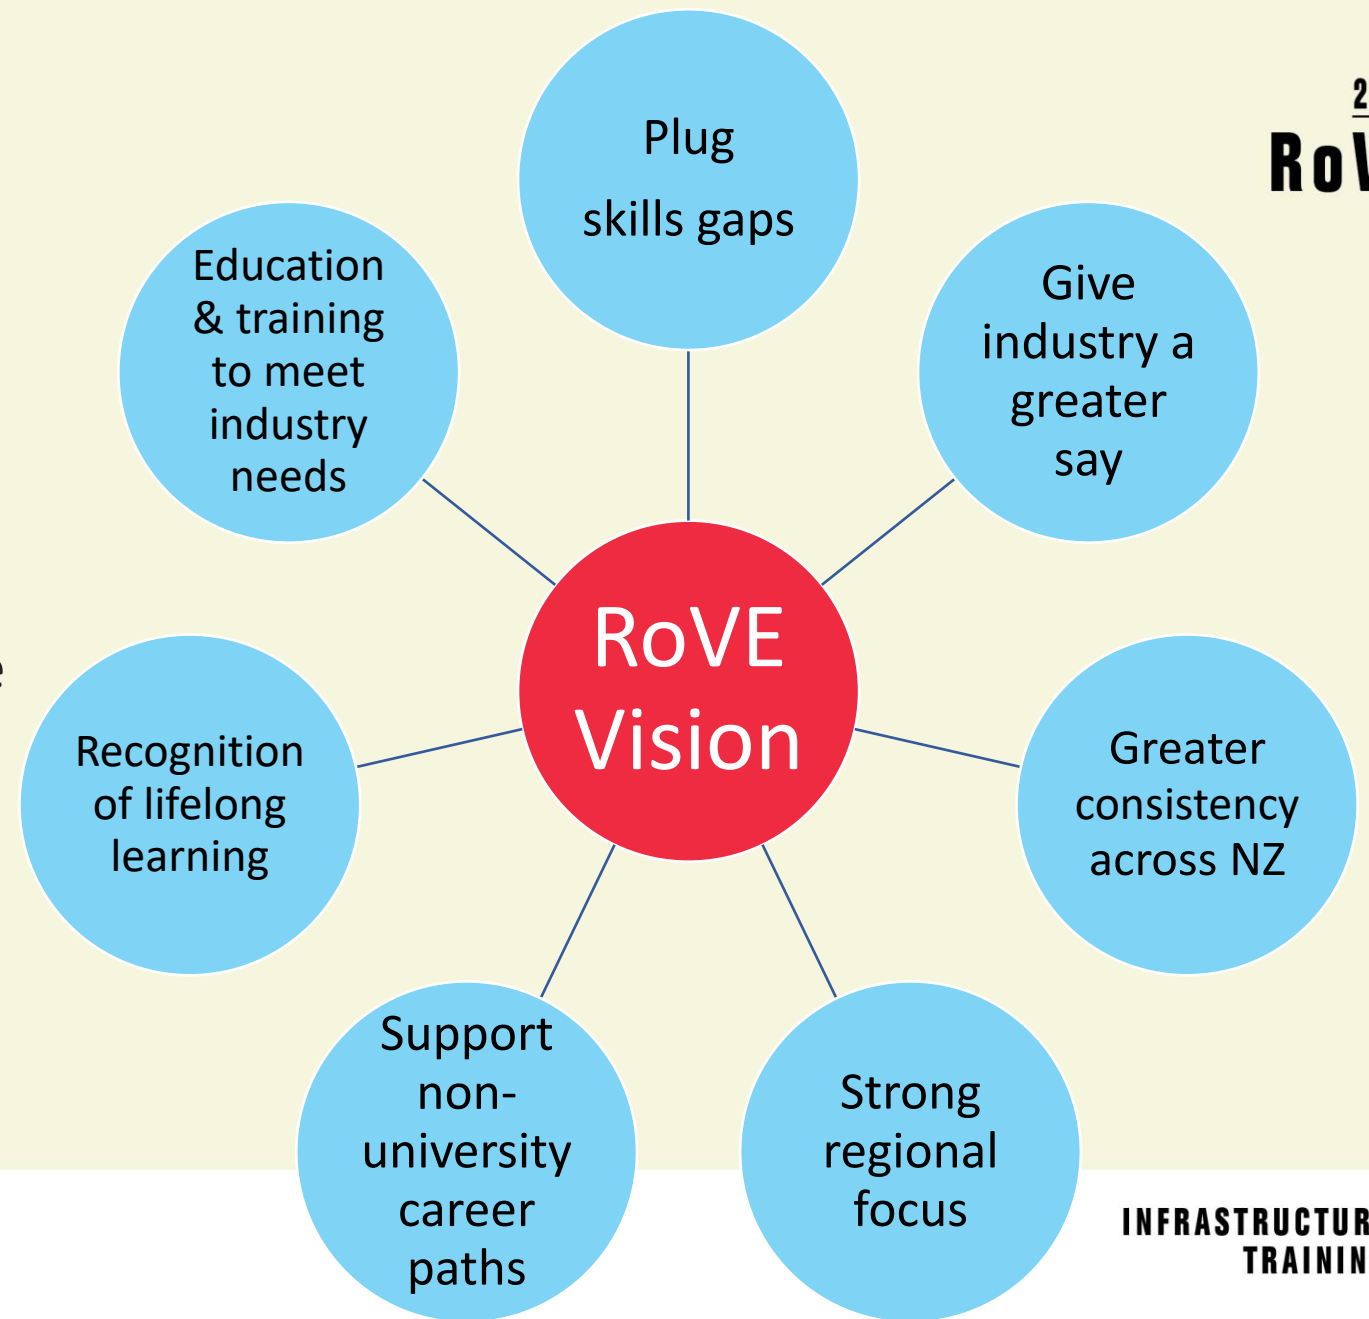 Plug
skills gaps
Give
industry a
greater
say
Greater
consistency
across NZ
Strong
regional
focus
Support
non-
university
career
paths
Recognition
of lifelong
learning
Education
& training
to meet
industry
needs
RoVE
Vision